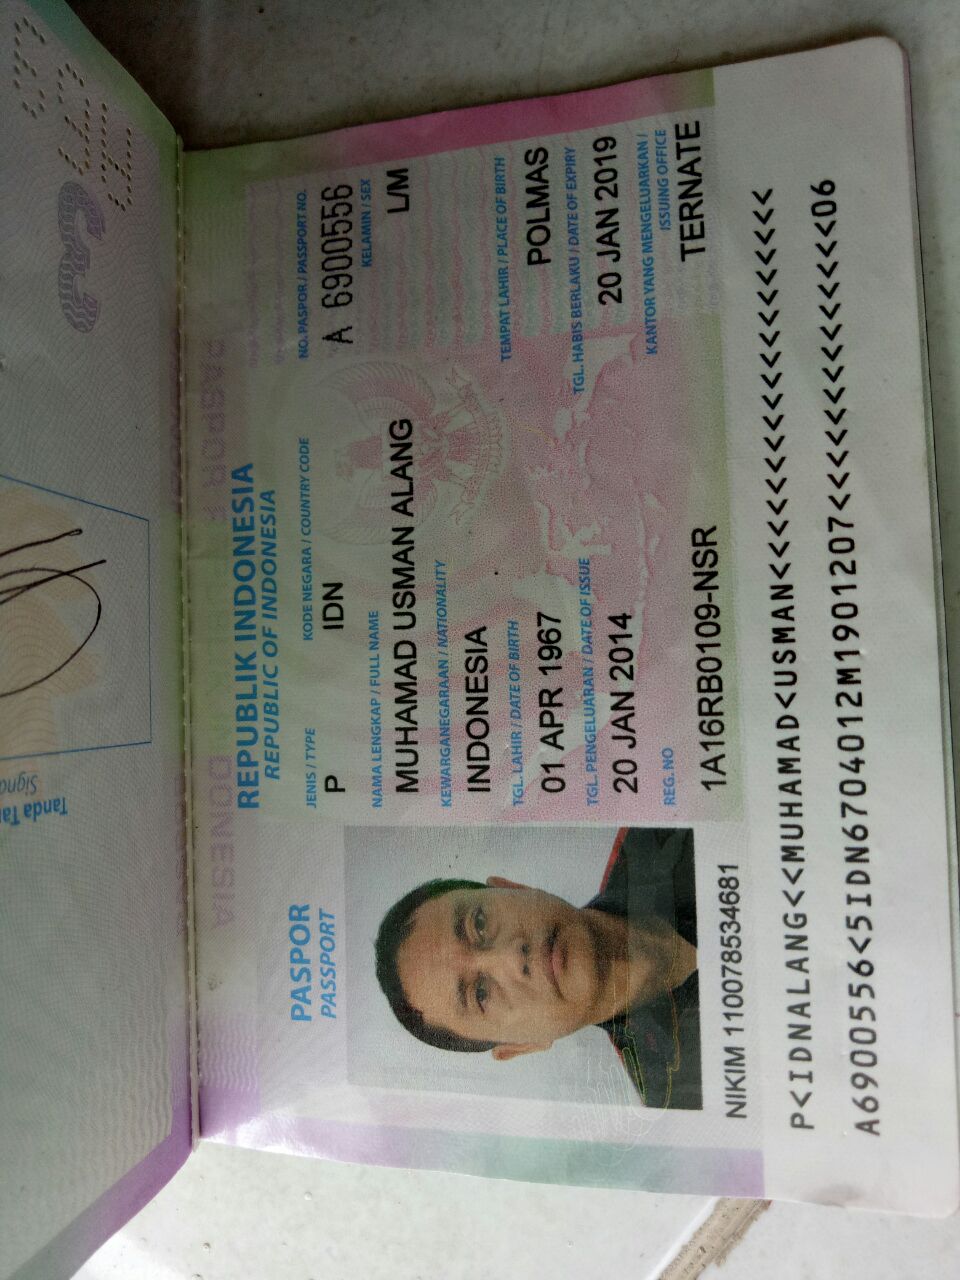 Tanda Tan
Signa
REPUBLIK INDONESIA
REPUBLIC OF INDONESIA
PASPOR
PASSPORT
JENIS / TYPE KODE NEGARA / COUNTRY CODE NO. PASPOR / PASSPORT NO.
P IDN A 6900556
NAMA LENGKAP / FULL NAME KELAMIN / SEX
MUHAMAD USMAN ALANG L/M
KEWARGANEGARAAN / NATIONALITY
INDONESIA
TGL. LAHIR / DATE OF BIRTH TEMPAT LAHIR / PLACE OF BIRTH
01 APR 1967 POLMAS
TGL. PENGELUARAN / DATE OF ISSUE TGL. HABIS BERLAKU / DATE OF EXPIRY
20 JAN 2014 20 JAN 2019
REG. NO KANTOR YANG MENGELUARKAN /
ISSUING OFFICE
1A16RB0109-NSR TERNATE
NIKIM 110078534681
P<IDNALANG<<MUHAMAD<USMAN<<<<<<<<<<<<<<<<<<<
A6900556<5IDN6704012M1901207<<<<<<<<<<<<<<06